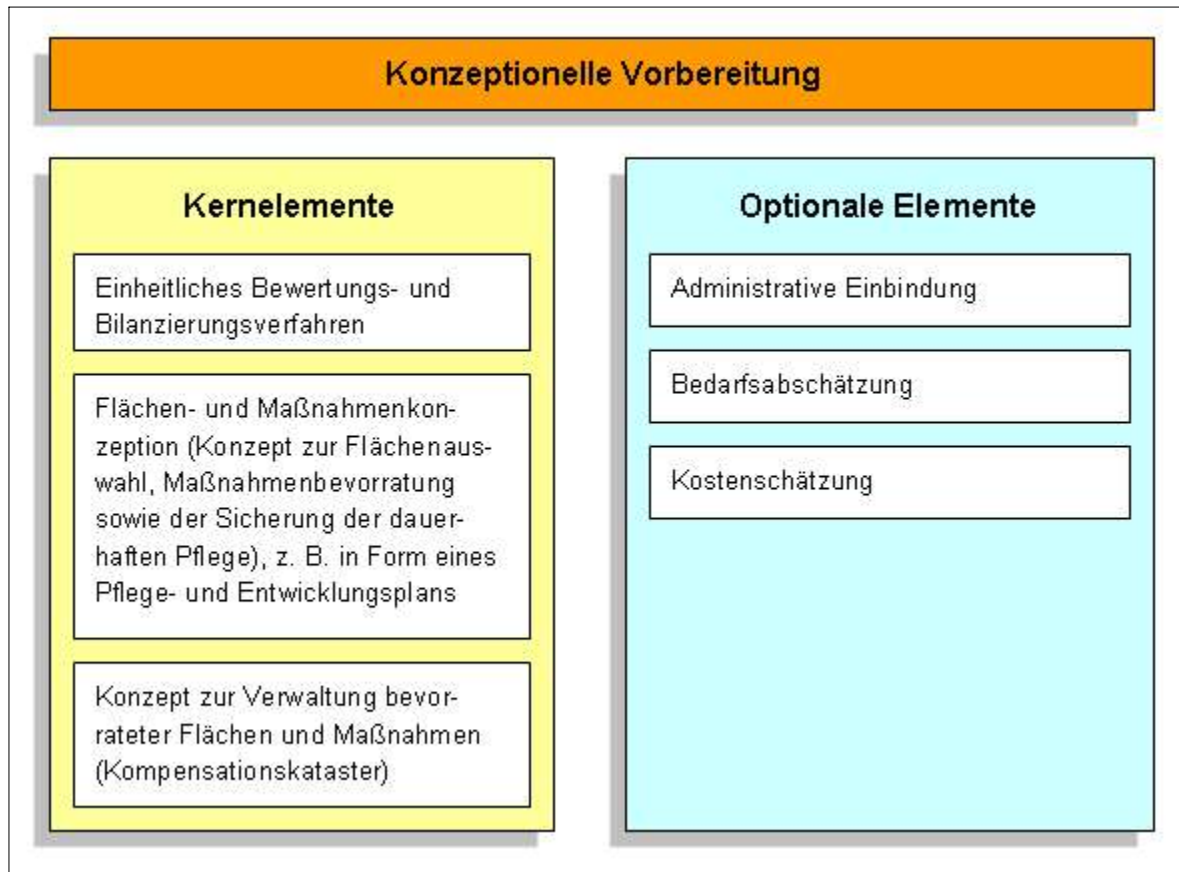 Konzeptionelle Vorbereitung
Kernelemente
Einheitliches Bewertungs- und
Bilanzierungsverfahren
Flächen- und Maßnahmenkon-
zeption (Konzept zur Flächenaus-
wahl, Maßnahmenbevorratung
sowie der Sicherung der dauer-
haften Pflege), z. B. in Form eines
Pflege- und Entwicklungsplans
Konzept zur Verwaltung bevor-
rateter Flächen und Maßnahmen
(Kompensationskataster)
Optionale Elemente
Administrative Einbindung
Bedarfsabschätzung
Kostenschätzung